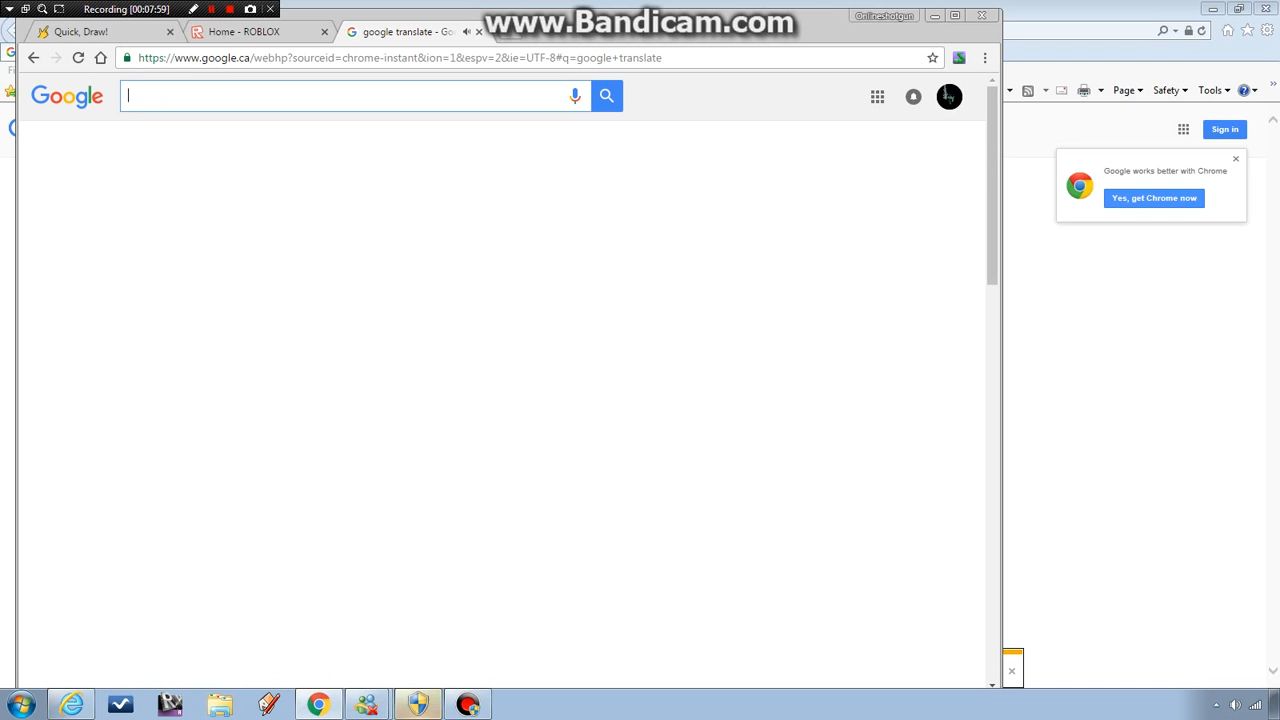 Recording [00:07:59]
www.Bandicam.com
Onlineshotgun
Quick, Draw!
Home - ROBLOX
google translate - Go
https://www.google.ca/webhp?sourceid=chrome-instant&ion=1&espv=2&ie=UTF-8#q=google+translate
Google
Page
Safety
Tools
Sign in
Google works better with Chrome
Yes, get Chrome now